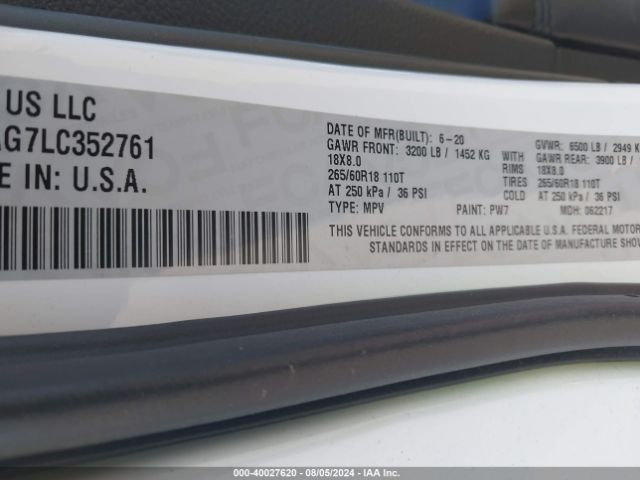 US LLC
G7LC352761
E IN: U.S.A.
DATE OF MFR(BUILT): 6-20
GAWR FRONT: 3200 LB / 1452 KG
18X8.0
265/60R18 110T
AT 250 kPa / 36 PSI
TYPE: MPV
WITH
RIMS
TIRES
COLD
GVWR: 6500 LB / 2949 K
GAWR REAR: 3900 LB /
18X8.0
265/60R18 110T
AT 250 kPa / 36 PSI
PAINT: PW7 MDH: 062217
THIS VEHICLE CONFORMS TO ALL APPLICABLE U.S.A. FEDERAL MOTOR
STANDARDS IN EFFECT ON THE DATE OF MANUFACTURE SHOW
000-40027620 - 08/05/2024 - IAA Inc.